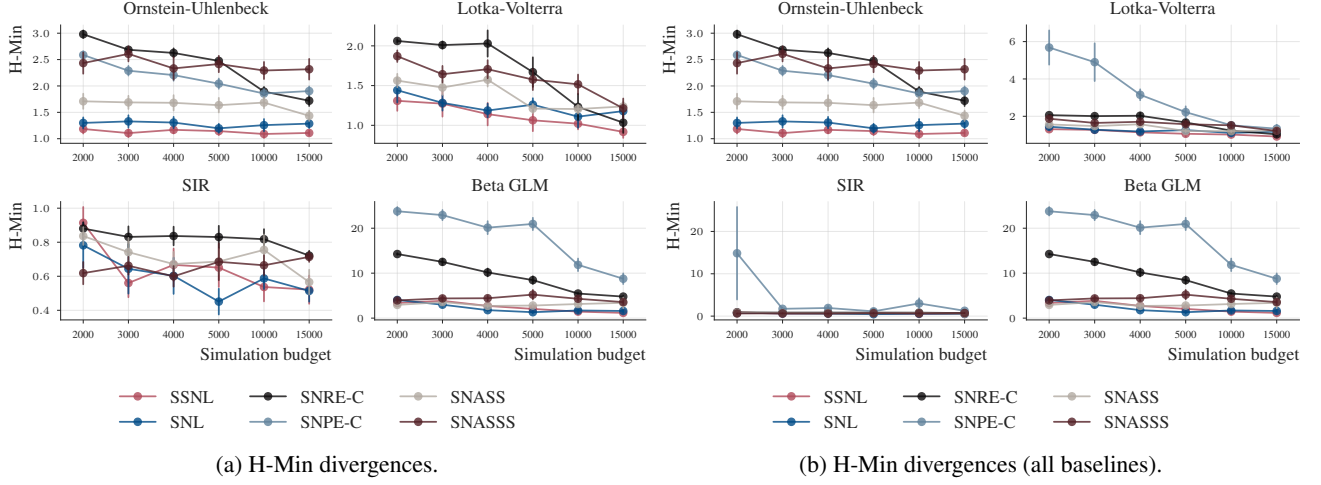 Ornstein-Uhlenbeck
Lotka-Volterra
H-Min
3.0
2.5
2.0
1.5
1.0
2000
3000
4000
5000
10000
15000
2.0
1.5
1.0
2000
3000
4000
5000
10000
15000
SIR
Beta GLM
H-Min
1.0
0.8
0.6
0.4
2000
3000
4000
5000
10000
15000
Simulation budget
20
10
0
2000
3000
4000
5000
10000
15000
Simulation budget
SSNL
SNRE-C
SNASS
SNL
SNPE-C
SNASSS
(a) H-Min divergences.
Ornstein-Uhlenbeck
Lotka-Volterra
H-Min
3.0
2.5
2.0
1.5
1.0
2000
3000
4000
5000
10000
15000
6
4
2
2000
3000
4000
5000
10000
15000
SIR
Beta GLM
H-Min
20
10
0
2000
3000
4000
5000
10000
15000
Simulation budget
20
10
0
2000
3000
4000
5000
10000
15000
Simulation budget
SSNL
SNRE-C
SNASS
SNL
SNPE-C
SNASSS
(b) H-Min divergences (all baselines).